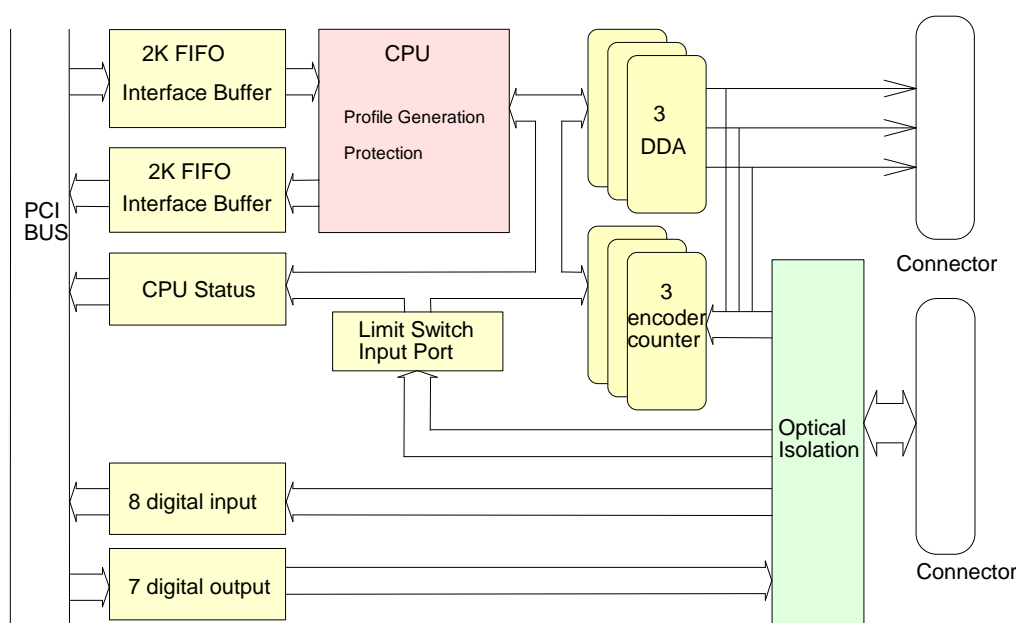 2K FIFO
Interface Buffer
CPU
Profile Generation
Protection
3
DDA
2K FIFO
Interface Buffer
PCI
BUS
Connector
CPU Status
3
encoder
counter
Limit Switch
Input Port
Optical
Isolation
8 digital input
7 digital output
Connector